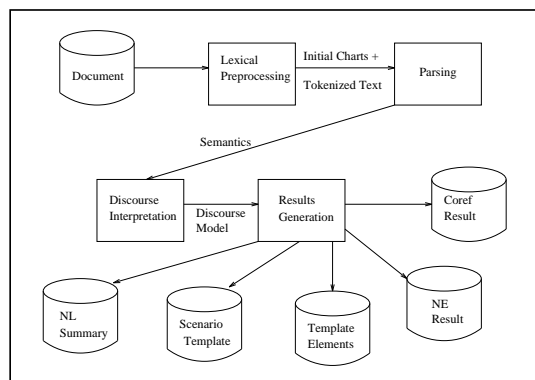 Document
Lexical
Preprocessing
Initial Charts +
Tokenized Text
Parsing
Semantics
Discourse
Interpretation
Discourse
Model
Results
Generation
Coref
Result
NL
Summary
Scenario
Template
Template
Elements
NE
Result